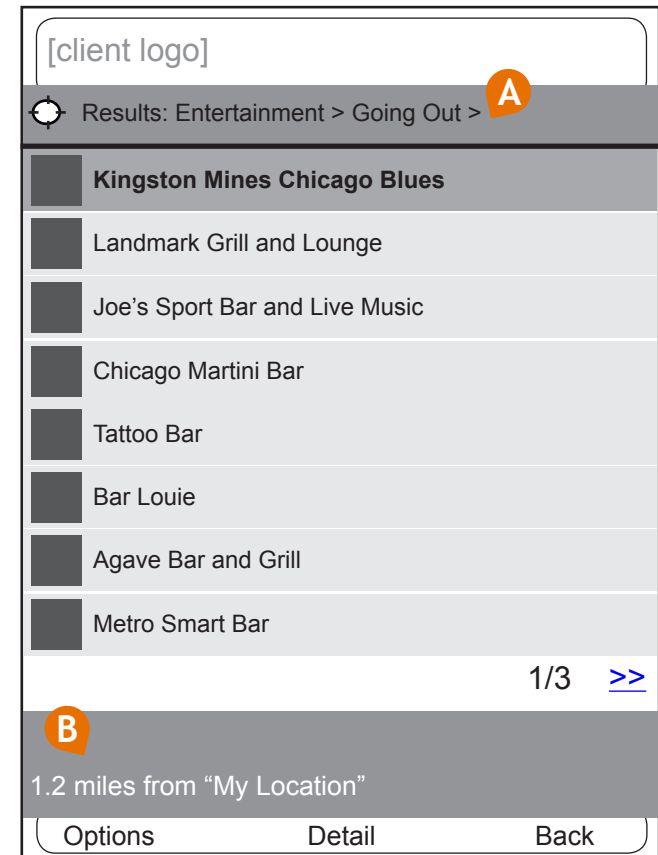 [client logo]
Results: Entertainment > Going Out >
A
Kingston Mines Chicago Blues
Landmark Grill and Lounge
Joe’s Sport Bar and Live Music
Chicago Martini Bar
Tattoo Bar
Bar Louie
Agave Bar and Grill
Metro Smart Bar
1/3 >>
B
1.2 miles from “My Location”
Options Detail Back